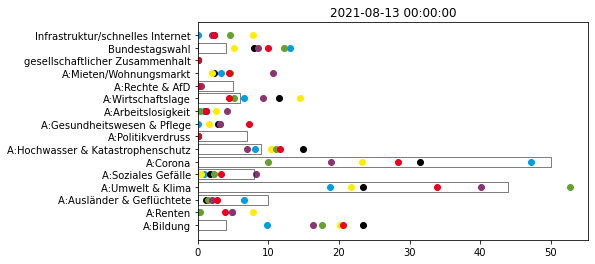 2021-08-13 00:00:00
Infrastruktur/schnelles Internet
Bundestagswahl
gesellschaftlicher Zusammenhalt
A:Mieten/Wohnungsmarkt
A:Rechte & AfD
A:Wirtschaftslage
A:Arbeitslosigkeit
A:Gesundheitswesen & Pflege
A:Politikverdruss
A:Hochwasser & Katastrophenschutz
A:Corona
A:Soziales Gefälle
A:Umwelt & Klima
A:Ausländer & Geflüchtete
A:Renten
A:Bildung
0 10 20 30 40 50